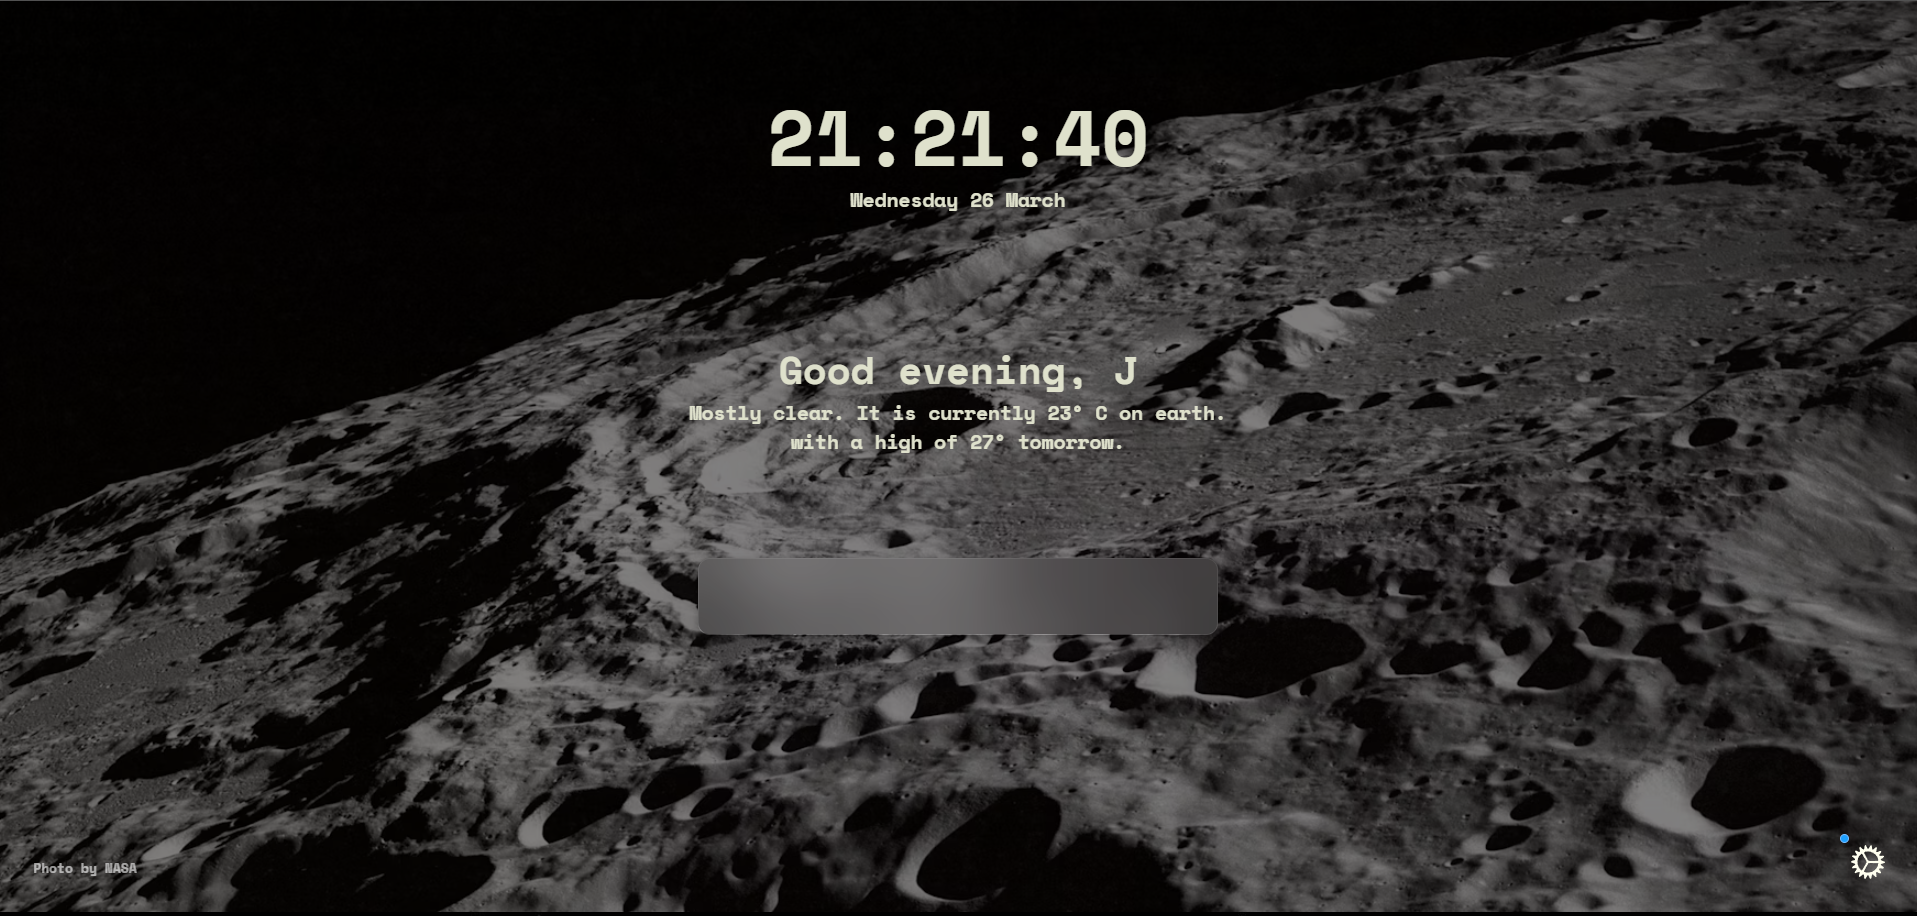 21:21:40
Wednesday 26 March
Good evening, J
Mostly clear. It is currently 23° C on earth.
with a high of 27° tomorrow.
Photo by NASA